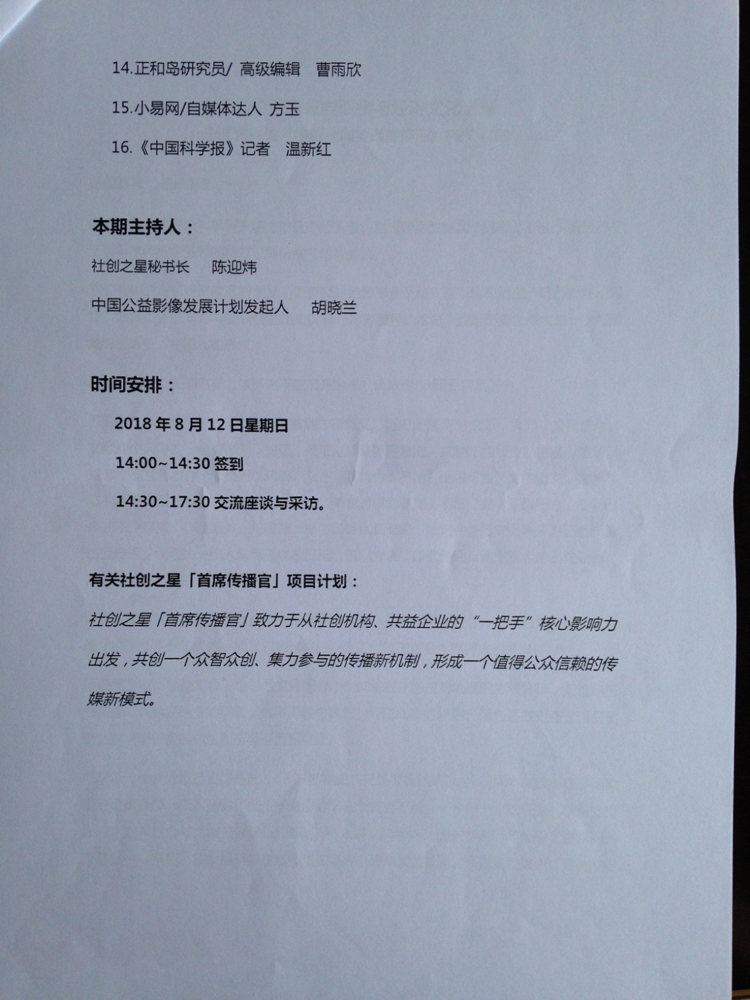 14.正和岛研究员/ 高级编辑 曹雨欣
15.小易网/自媒体达人 方玉
16.《中国科学报》记者 温新红
本期主持人：
社创之星秘书长 陈迎炜
中国公益影像发展计划发起人 胡晓兰
时间安排：
2018 年 8 月 12 日星期日
14:00~14:30 签到
14:30~17:30 交流座谈与采访。
有关社创之星「首席传播官」项目计划：
社创之星「首席传播官」致力于从社创机构、共益企业的“一把手”核心影响力
出发，共创一个众智众创、集力参与的传播新机制，形成一个值得公众信赖的传
媒新模式。